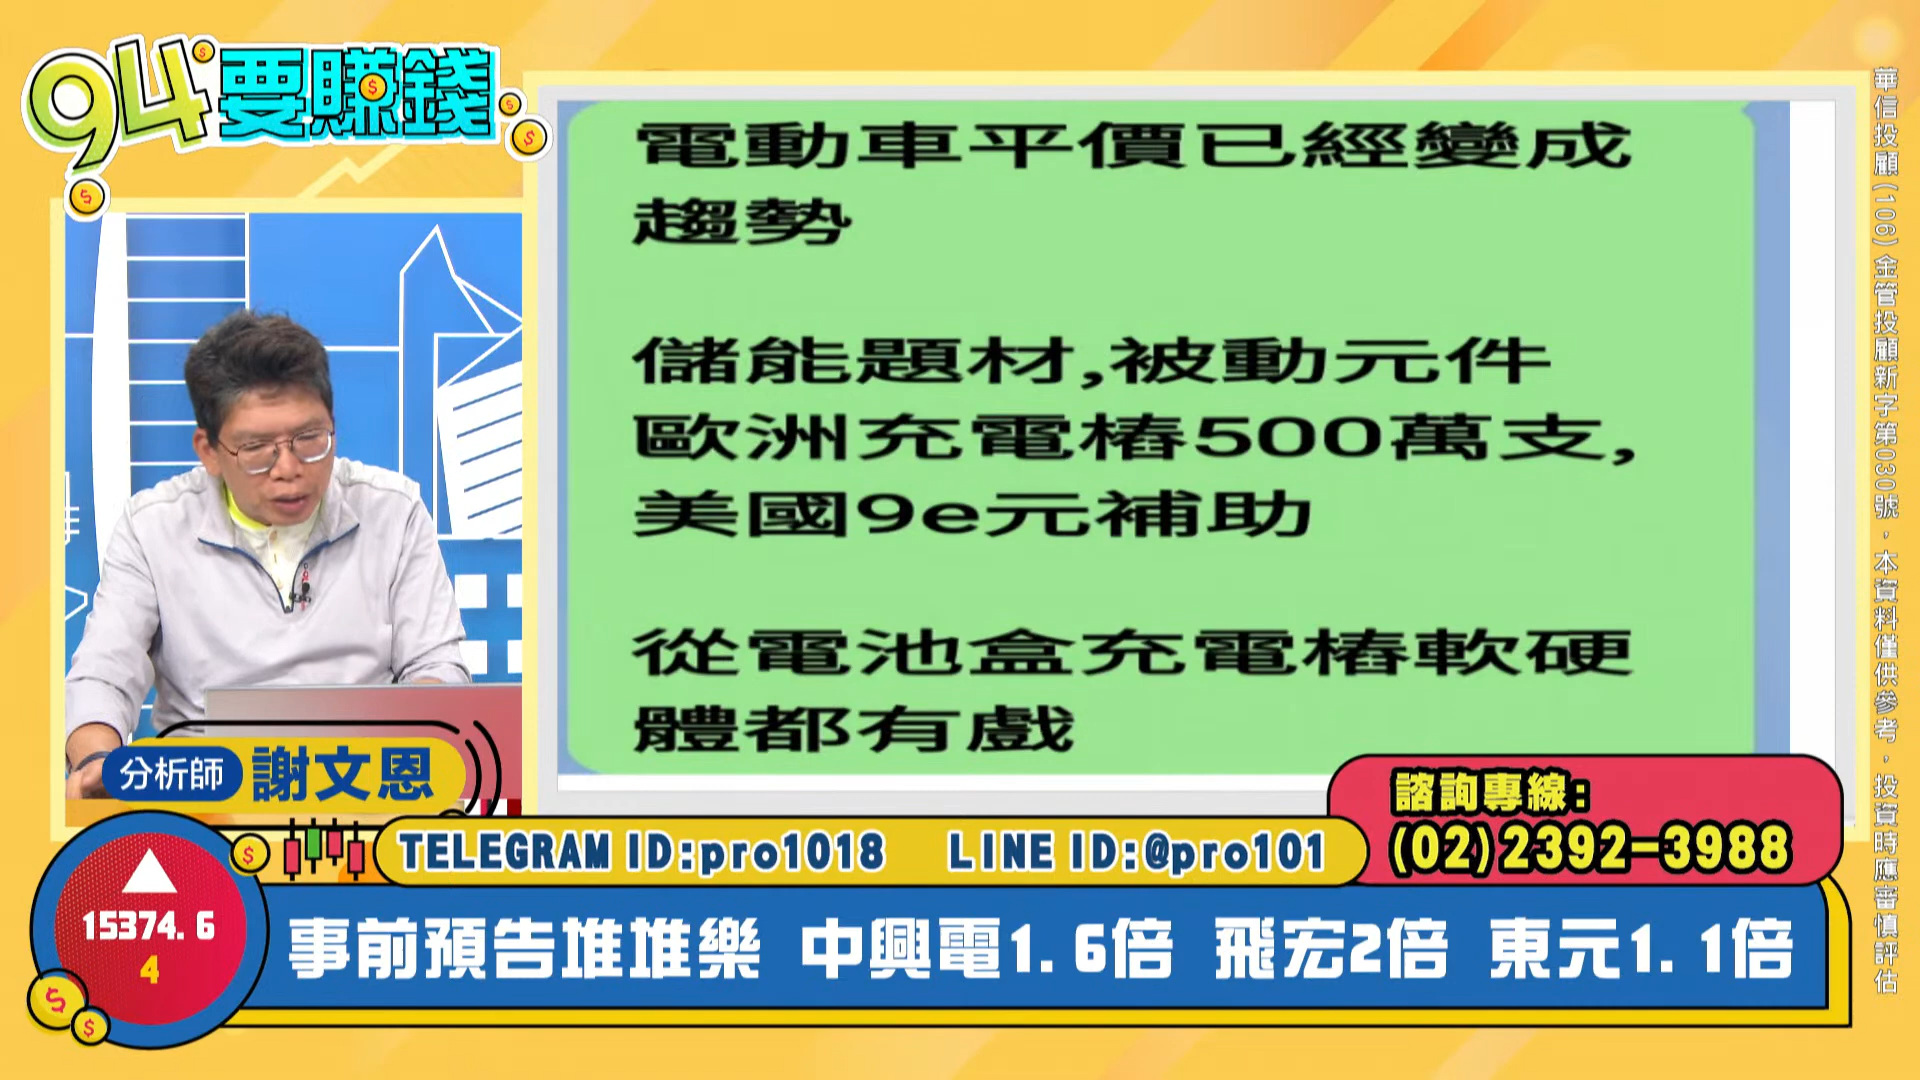 94要賺錢
電動車平價已經變成
趨勢
儲能題材,被動元件
歐洲充電樁500萬支,
美國9e元補助
從電池盒充電樁軟硬
體都有戲
分析師 謝文恩
諮詢專線:
(02)2392-3988
TELEGRAM ID:pro1018 LINE ID:@pro101
15374.6
4
事前預告堆堆樂 中興電1.6倍 飛宏2倍 東元1.1倍
華信投顧(106)金管投顧新字第030號，本資料僅供參考，投資時應審慎評估